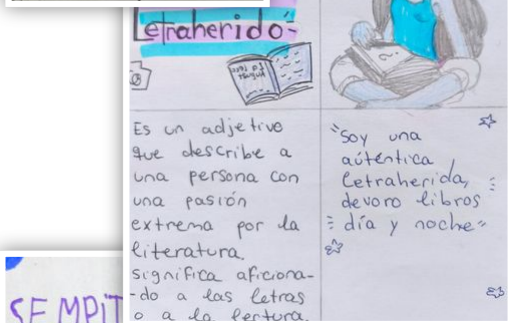 Letraherido
Es un adjetivo
que describe a
una persona con
una pasión
extrema por la
literatura.
significa aficiona-
-do a las letras
o a la lectura.
"Soy una
auténtica
letraherida,
devoro libros
día y noche"
SEMPIT